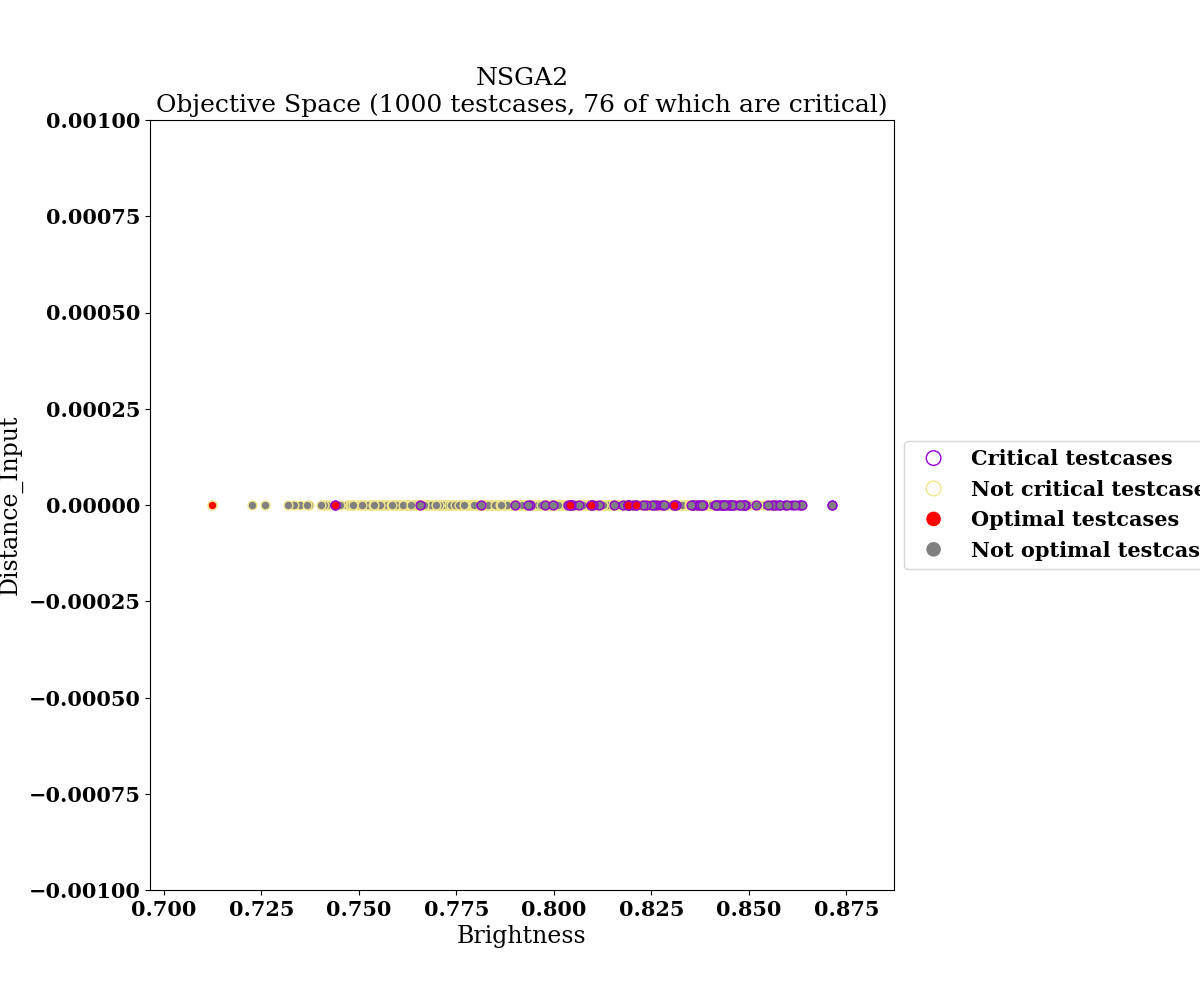 NSGA2
Objective Space (1000 testcases, 76 of which are critical)
0.00100
0.00075
0.00050
0.00025
0.00000
−0.00025
−0.00050
−0.00075
−0.00100
Distance_Input
0.700 0.725 0.750 0.775 0.800 0.825 0.850 0.875
Brightness
Critical testcases
Not critical testcase
Optimal testcases
Not optimal testcas